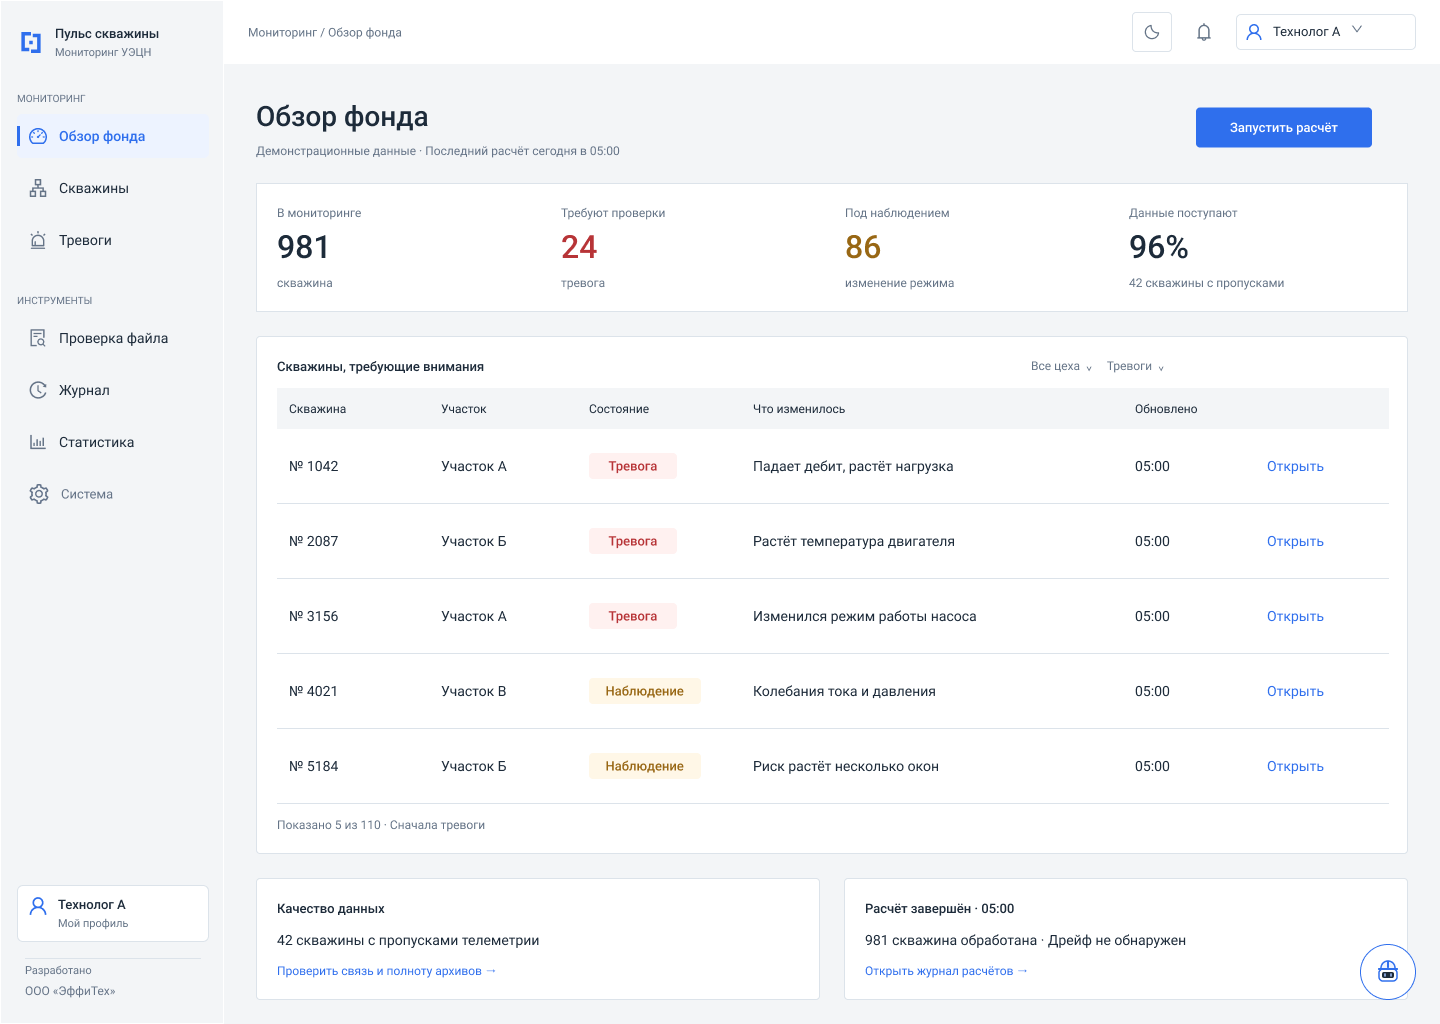 Пульс скважины
Мониторинг УЭЦН
МОНИТОРИНГ
Обзор фонда
Скважины
Тревоги
ИНСТРУМЕНТЫ
Проверка файла
Журнал
Статистика
Система
Технолог А
Мой профиль
Разработано
ООО «ЭффиТех»
Мониторинг / Обзор фонда
Технолог А
Обзор фонда
Демонстрационные данные · Последний расчёт сегодня в 05:00
Запустить расчёт
В мониторинге
981
скважина
Требуют проверки
24
тревога
Под наблюдением
86
изменение режима
Данные поступают
96%
42 скважины с пропусками
Скважины, требующие внимания
Все цеха Тревоги
Скважина Участок Состояние Что изменилось Обновлено
№ 1042 Участок А Тревога Падает дебит, растёт нагрузка 05:00 Открыть
№ 2087 Участок Б Тревога Растёт температура двигателя 05:00 Открыть
№ 3156 Участок А Тревога Изменился режим работы насоса 05:00 Открыть
№ 4021 Участок В Наблюдение Колебания тока и давления 05:00 Открыть
№ 5184 Участок Б Наблюдение Риск растёт несколько окон 05:00 Открыть
Показано 5 из 110 · Сначала тревоги
Качество данных
42 скважины с пропусками телеметрии
Проверить связь и полноту архивов →
Расчёт завершён · 05:00
981 скважина обработана · Дрейф не обнаружен
Открыть журнал расчётов →